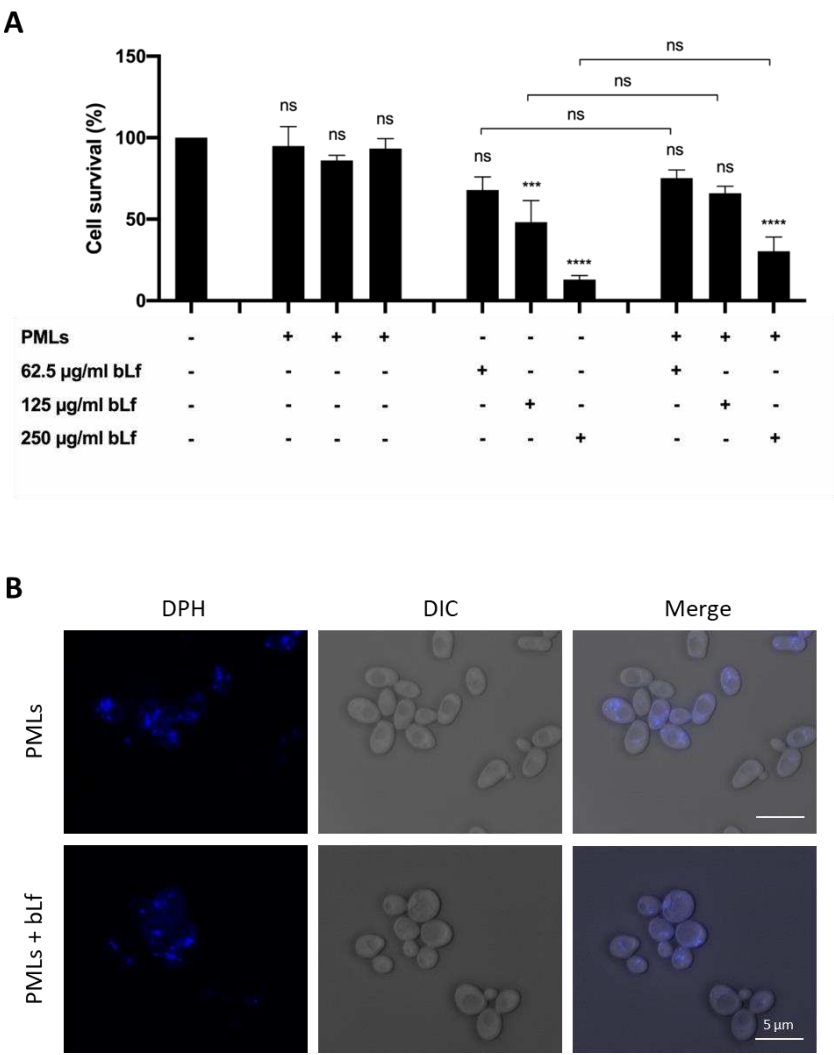 A
ns
150
ns
ns
ns
ns
ns
100
ns
ns
ns
ns
***
50
****
****
0
Cell survival (%)
PMLs - + + + - - - + + +
62.5 µg/ml bLf - - - - + - - + - -
125 µg/ml bLf - - - - - + - - + -
250 µg/ml bLf - - - - - - + - - +
B
DPH DIC Merge
PMLs
PMLs + bLf
5 µm